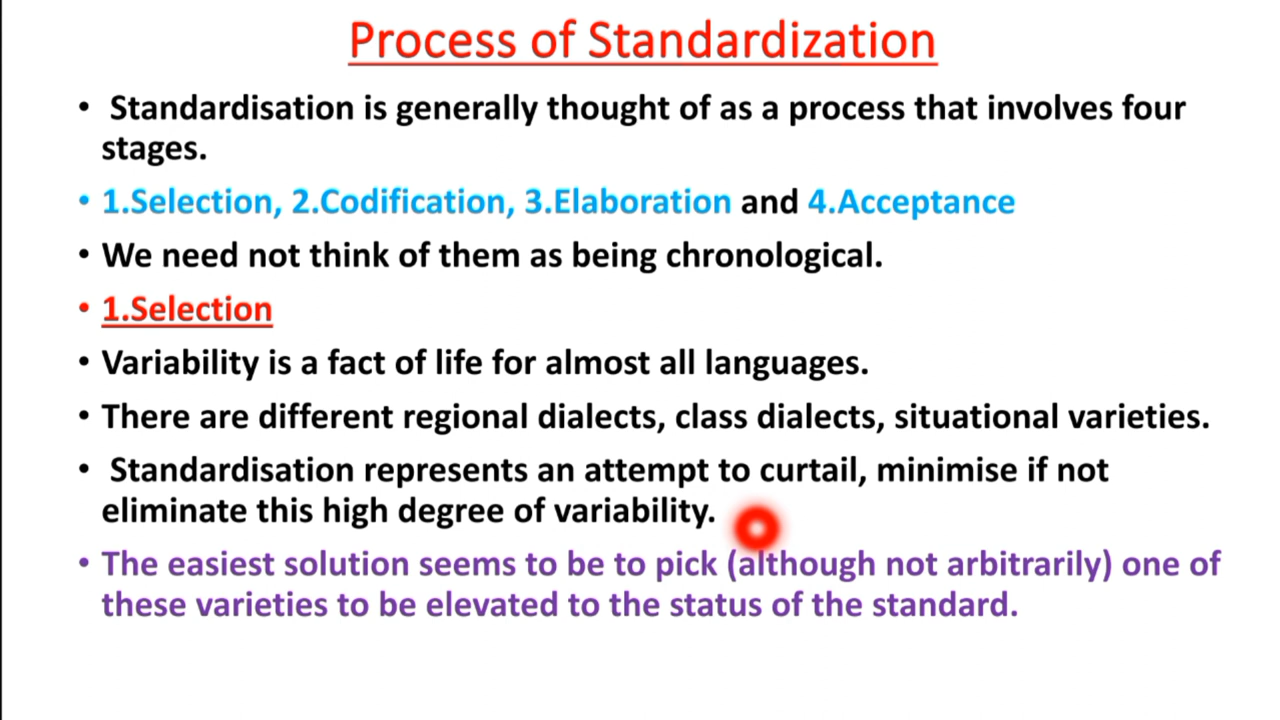 Process of Standardization
• Standardisation is generally thought of as a process that involves four
stages.
• 1.Selection, 2.Codification, 3.Elaboration and 4.Acceptance
• We need not think of them as being chronological.
• 1.Selection
• Variability is a fact of life for almost all languages.
• There are different regional dialects, class dialects, situational varieties.
• Standardisation represents an attempt to curtail, minimise if not
eliminate this high degree of variability.
• The easiest solution seems to be to pick (although not arbitrarily) one of
these varieties to be elevated to the status of the standard.